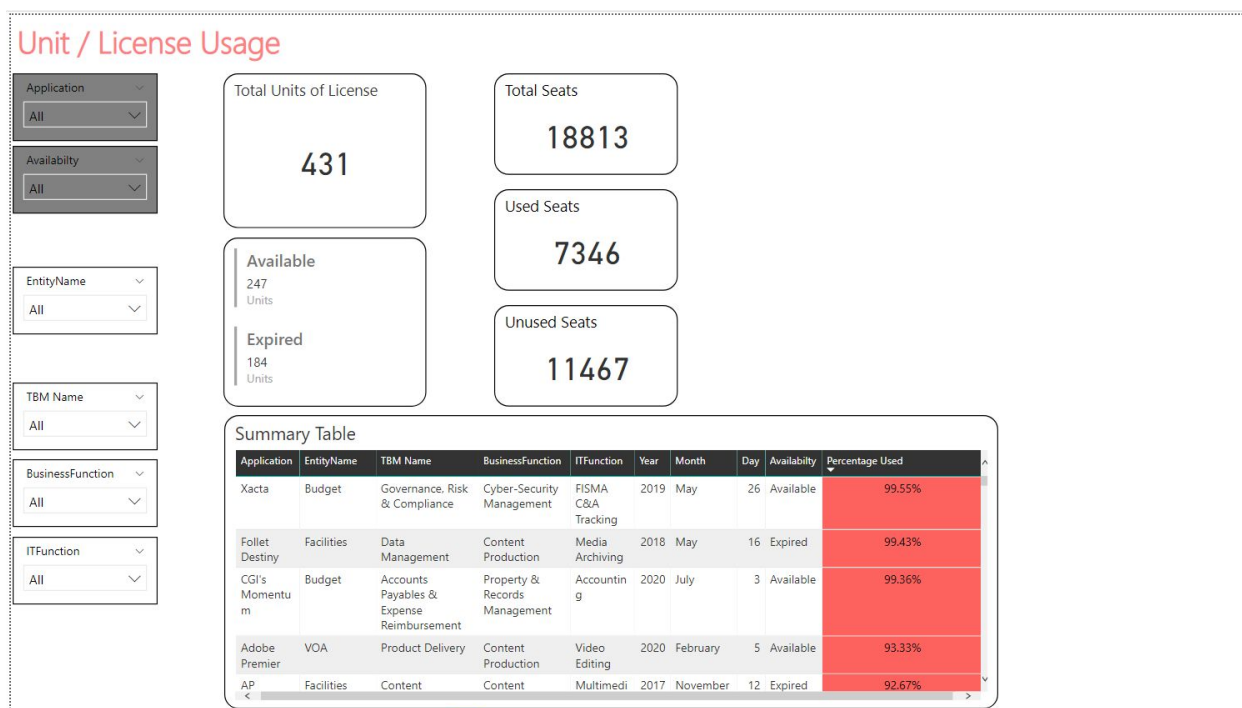 Unit / License Usage
Application
All
Availabilty
All
EntityName
All
TBM Name
All
BusinessFunction
All
ITFunction
All
Total Units of License
431
Available
247
Units
Expired
184
Units
Total Seats
18813
Used Seats
7346
Unused Seats
11467
Summary Table
Application EntityName TBM Name BusinessFunction ITFunction Year Month Day Availabilty Percentage Used
Xacta Budget Governance, Risk Cyber-Security FISMA 2019 May 26 Available 99.55%
& Compliance Management C&A
Tracking
Follet Facilities Data Content Media 2018 May 16 Expired 99.43%
Destiny Management Production Archiving
CGI's Budget Accounts Property & Accountin 2020 July 3 Available 99.36%
Momentu Payables & Records g
m Expense Management
Reimbursement
Adobe VOA Product Delivery Content Video 2020 February 5 Available 93.33%
Premier Production Editing
AP Facilities Content Content Multimedi 2017 November 12 Expired 92.67%